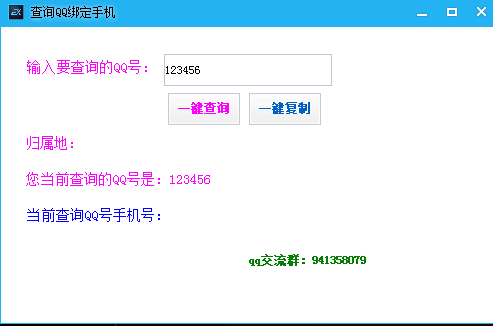 查询QQ绑定手机
输入要查询的QQ号： 123456
一键查询 一键复制
归属地：
您当前查询的QQ号是：123456
当前查询QQ号手机号：
qq交流群：941358079